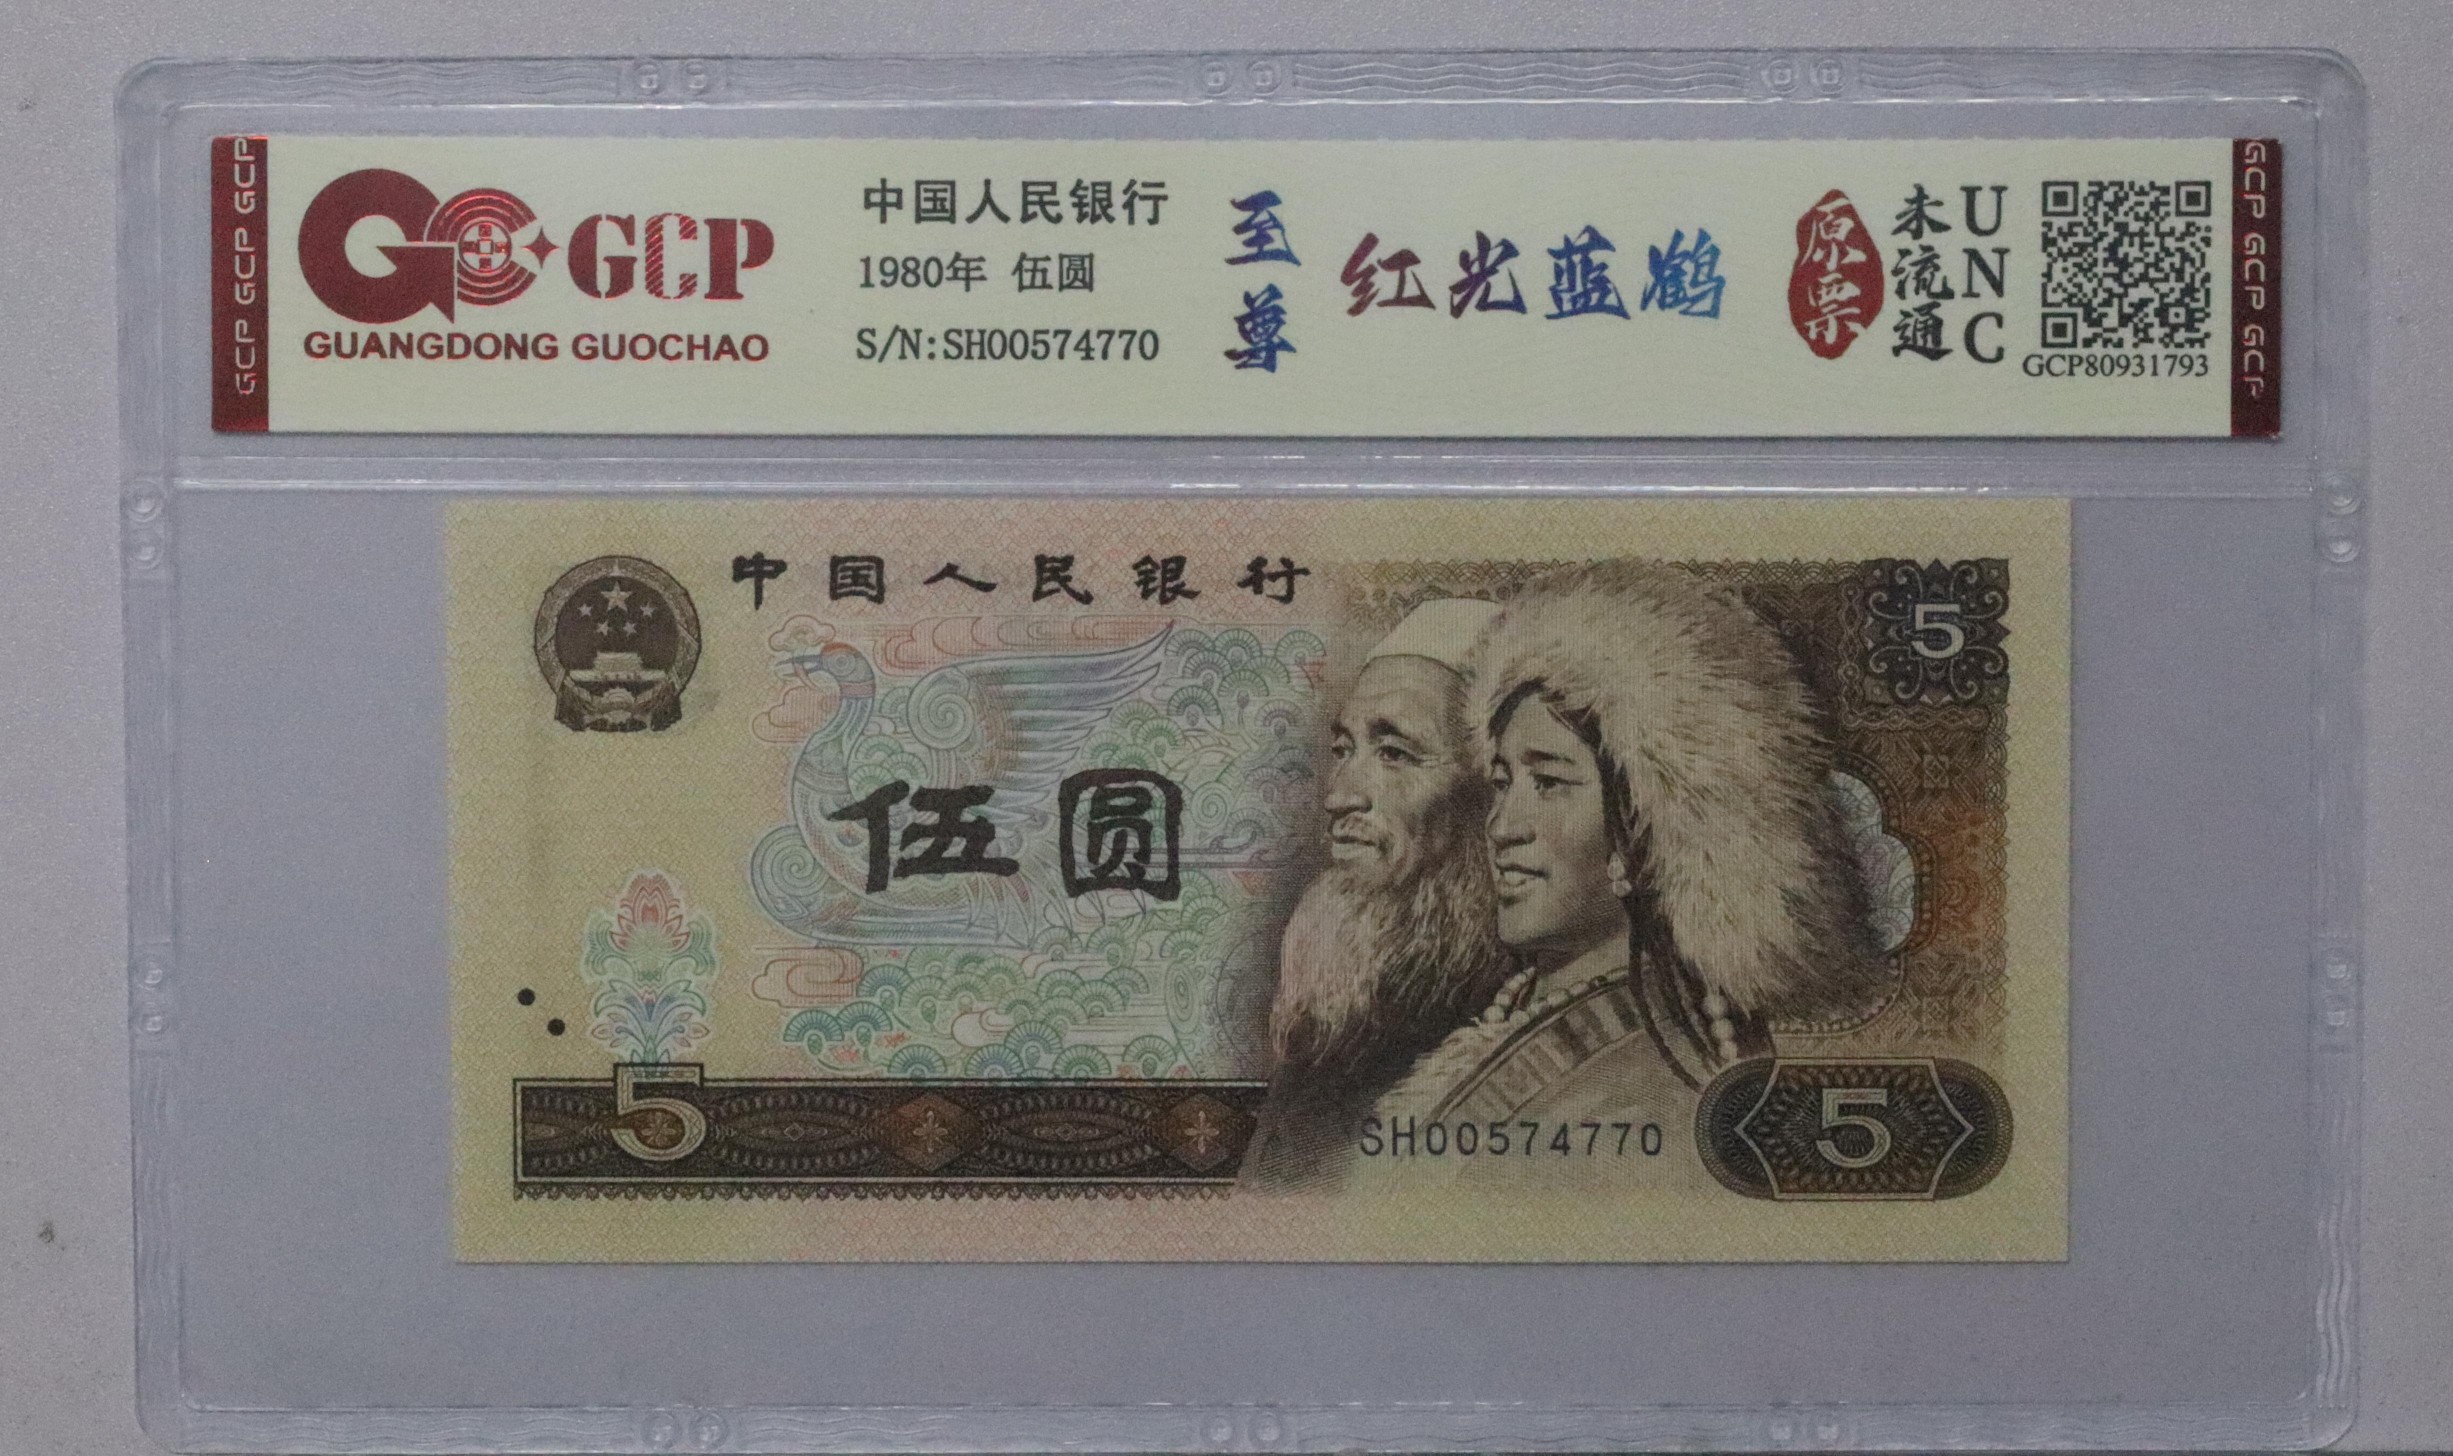 GCP GCP GCP
GCP
GUANGDONG GUOCHAO
中国人民银行
1980年 伍圆
S/N:SH00574770
至尊
红光蓝鹤
原票
未流通
UNC
GCP80931793
GCP GCP GCP
中国人民银行
5
伍圆
5
SH00574770
5